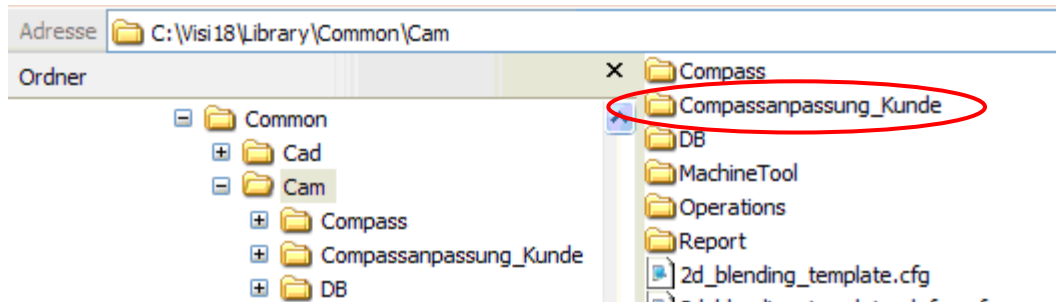 Adresse C:\Visi18\Library\Common\Cam
Ordner
Common
Cad
Cam
Compass
Compassanpassung_Kunde
DB
Compass
Compassanpassung_Kunde
DB
MachineTool
Operations
Report
2d_blending_template.cfg